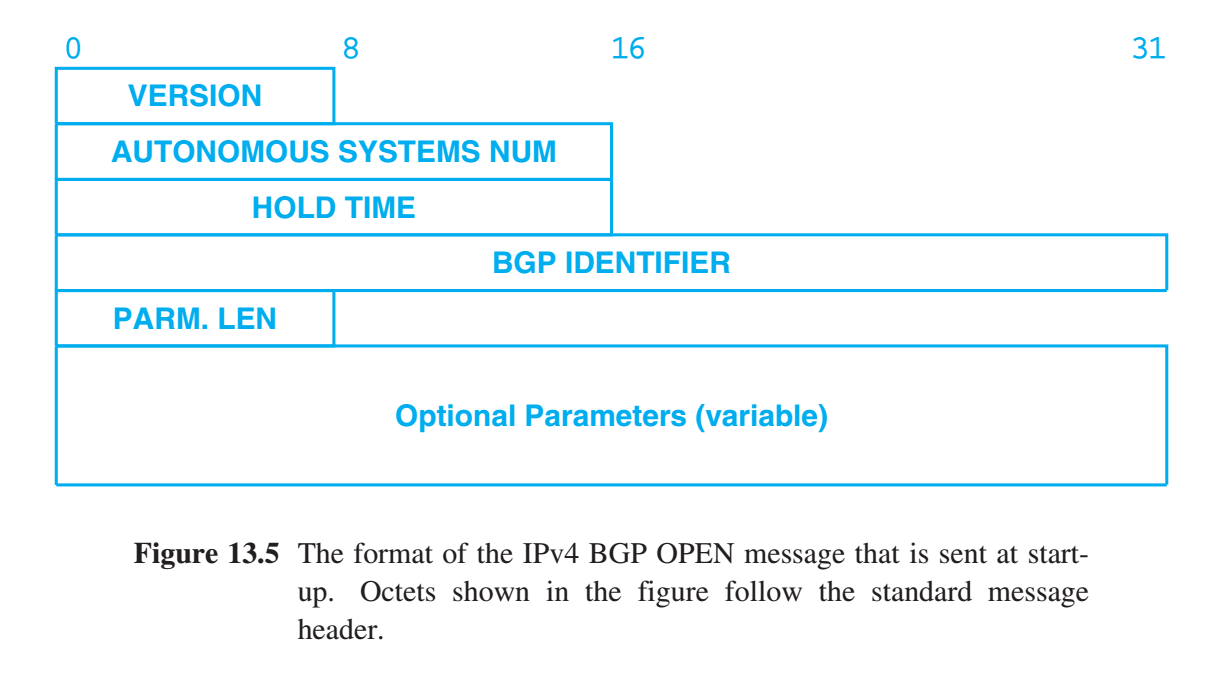 0 8 16 31
VERSION
AUTONOMOUS SYSTEMS NUM
HOLD TIME
BGP IDENTIFIER
PARM. LEN
Optional Parameters (variable)
Figure 13.5 The format of the IPv4 BGP OPEN message that is sent at start-
up. Octets shown in the figure follow the standard message
header.